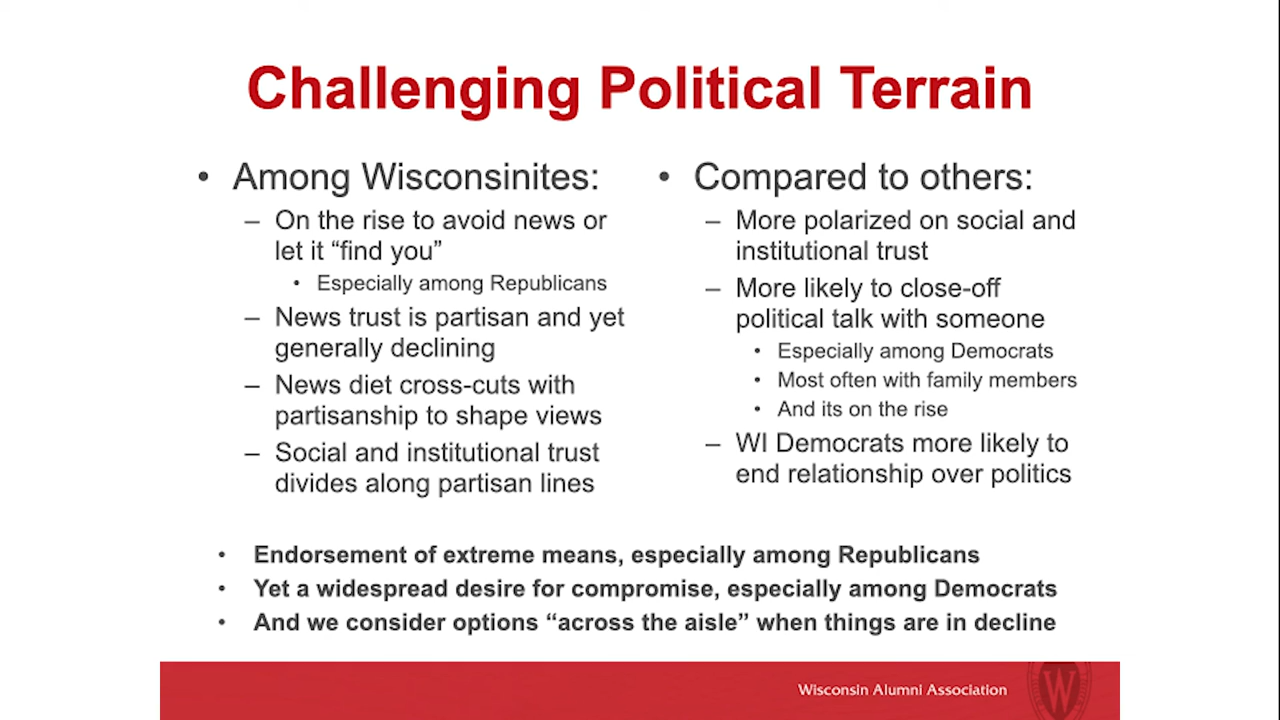 Challenging Political Terrain
• Among Wisconsinites:
– On the rise to avoid news or
let it “find you”
• Especially among Republicans
– News trust is partisan and yet
generally declining
– News diet cross-cuts with
partisanship to shape views
– Social and institutional trust
divides along partisan lines
• Compared to others:
– More polarized on social and
institutional trust
– More likely to close-off
political talk with someone
• Especially among Democrats
• Most often with family members
• And its on the rise
– WI Democrats more likely to
end relationship over politics
• Endorsement of extreme means, especially among Republicans
• Yet a widespread desire for compromise, especially among Democrats
• And we consider options “across the aisle” when things are in decline
Wisconsin Alumni Association
W